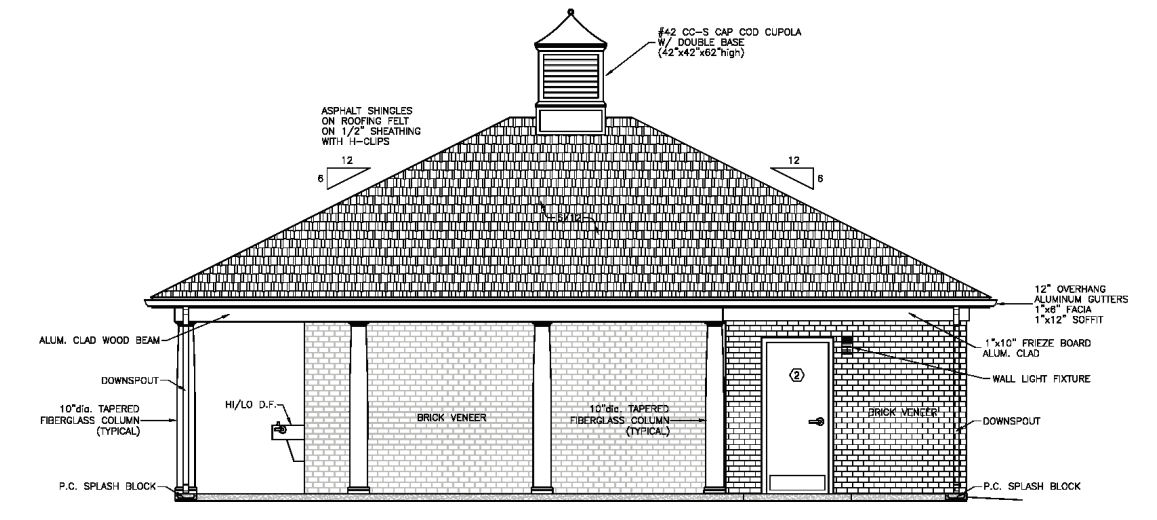 #42 CC-S CAP COD CUPOLA
W/ DOUBLE BASE
(42"x42"x62"high)
ASPHALT SHINGLES
ON ROOFING FELT
ON 1/2" SHEATHING
WITH H-CLIPS
12
6
12
6
6/12
12" OVERHANG
ALUMINUM GUTTERS
1"x6" FACIA
1"x12" SOFFIT
ALUM. CLAD WOOD BEAM
1"x10" FRIEZE BOARD
ALUM. CLAD
DOWNSPOUT
2
WALL LIGHT FIXTURE
10"dia. TAPERED
FIBERGLASS COLUMN
(TYPICAL)
HI/LO D.F.
BRICK VENEER
10"dia. TAPERED
FIBERGLASS COLUMN
(TYPICAL)
BRICK VENEER
DOWNSPOUT
P.C. SPLASH BLOCK
P.C. SPLASH BLOCK